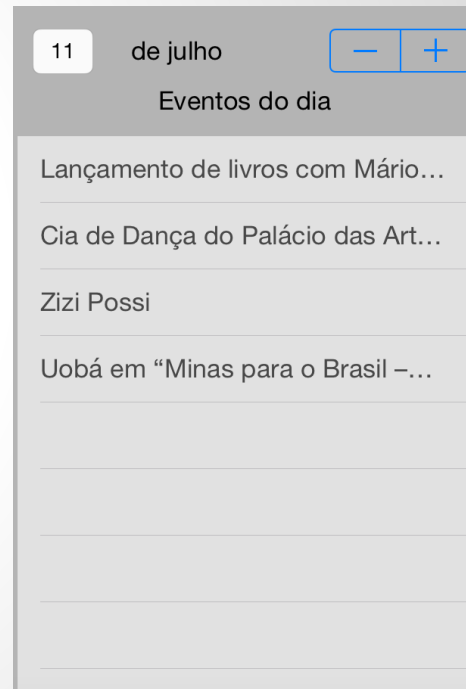 11 de julho — +
Eventos do dia
Lançamento de livros com Mário...
Cia de Dança do Palácio das Art...
Zizi Possi
Uobá em “Minas para o Brasil –...